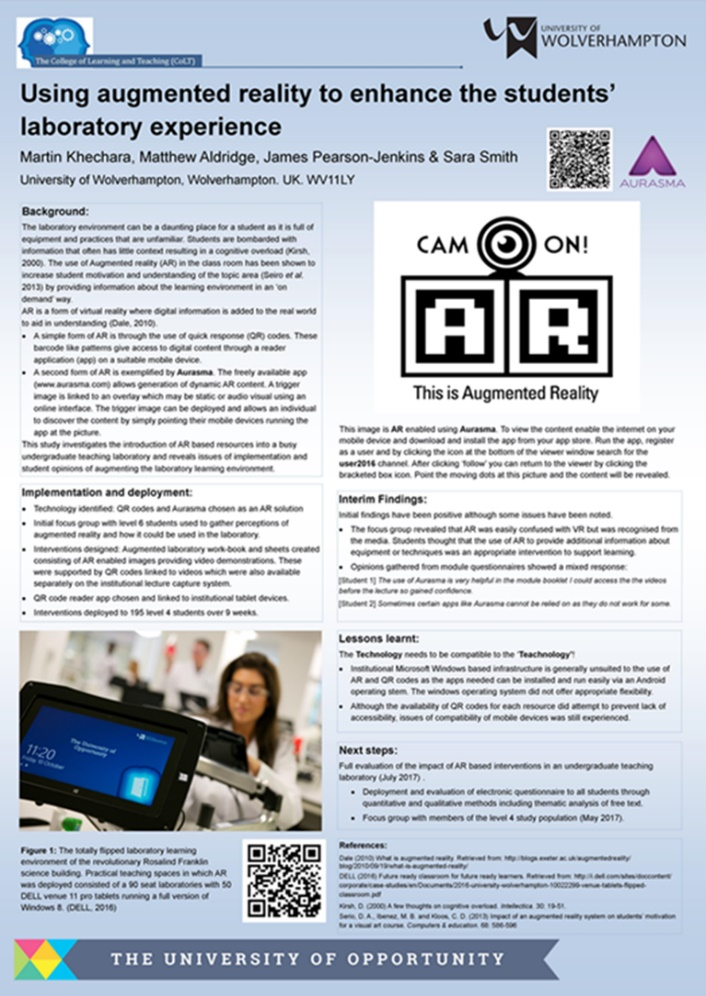 The College of Learning and Teaching (CoLT)
UNIVERSITY OF
WOLVERHAMPTON
Using augmented reality to enhance the students'
laboratory experience
Martin Khechara, Matthew Aldridge, James Pearson-Jenkins & Sara Smith
University of Wolverhampton, Wolverhampton. UK. WV11LY
AURASMA
Background:
The laboratory environment can be a daunting place for a student as it is full of
equipment and practices that are unfamiliar. Students are bombarded with
information that often has little context resulting in a cognitive overload (Kirsh,
2000). The use of Augmented reality (AR) in the class room has been shown to
increase student motivation and understanding of the topic area (Seiro et al.
2013) by providing information about the learning environment in an 'on
demand' way.
AR is a form of virtual reality where digital information is added to the real world
to aid in understanding (Dale, 2010).
• A simple form of AR is through the use of quick response (QR) codes. These
barcode like patterns give access to digital content through a reader
application (app) on a suitable mobile device.
• A second form of AR is exemplified by Aurasma. The freely available app
(www.aurasma.com) allows generation of dynamic AR content. A trigger
image is linked to an overlay which may be static or audio visual using an
online interface. The trigger image can be deployed and allows an individual
to discover the content by simply pointing their mobile devices running the
app at the picture.
This study investigates the introduction of AR based resources into a busy
undergraduate teaching laboratory and reveals issues of implementation and
student opinions of augmenting the laboratory learning environment.
CAM ON!
AR
This is Augmented Reality
This image is AR enabled using Aurasma. To view the content enable the internet on your
mobile device and download and install the app from your app store. Run the app, register
as a user and by clicking the icon at the bottom of the viewer window search for the
user2016 channel. After clicking 'follow' you can return to the viewer by clicking the
bracketed box icon. Point the moving dots at this picture and the content will be revealed.
Implementation and deployment:
• Technology identified: QR codes and Aurasma chosen as an AR solution
• Initial focus group with level 6 students used to gather perceptions of
augmented reality and how it could be used in the laboratory.
• Interventions designed: Augmented laboratory work-book and sheets created
consisting of AR enabled images providing video demonstrations. These
were supported by QR codes linked to videos which were also available
separately on the institutional lecture capture system.
• QR code reader app chosen and linked to institutional tablet devices.
• Interventions deployed to 195 level 4 students over 9 weeks.
Interim Findings:
Initial findings have been positive although some issues have been noted.
• The focus group revealed that AR was easily confused with VR but was recognised from
the media. Students thought that the use of AR to provide additional information about
equipment or techniques was an appropriate intervention to support learning.
• Opinions gathered from module questionnaires showed a mixed response:
[Student 1] The use of Aurasma is very helpful in the module booklet I could access the the videos
before the lecture so gained confidence.
[Student 2] Sometimes certain apps like Aurasma cannot be relied on as they do not work for some.
Lessons learnt:
The Technology needs to be compatible to the 'Teachnology'!
• Institutional Microsoft Windows based infrastructure is generally unsuited to the use of
AR and QR codes as the apps needed can be installed and run easily via an Android
operating stem. The windows operating system did not offer appropriate flexibility.
• Although the availability of QR codes for each resource did attempt to prevent lack of
accessibility, issues of compatibility of mobile devices was still experienced.
Next steps:
Full evaluation of the impact of AR based interventions in an undergraduate teaching
laboratory (July 2017) .
• Deployment and evaluation of electronic questionnaire to all students through
quantitative and qualitative methods including thematic analysis of free text.
• Focus group with members of the level 4 study population (May 2017).
The University of
Opportunity
11:20
Friday 9 October
Figure 1: The totally flipped laboratory learning
environment of the revolutionary Rosalind Franklin
science building. Practical teaching spaces in which AR
was deployed consisted of a 90 seat laboratories with 50
DELL venue 11 pro tablets running a full version of
Windows 8. (DELL, 2016)
References:
Dale (2010) What is augmented reality. Retrieved from: http://blogs.exeter.ac.uk/augmentedreality/
blog/2010/09/19/what-is-augmented-reality/
DELL (2016) Future ready classroom for future ready learners. Retrieved from: http://i.dell.com/sites/doccontent/
corporate/case-studies/en/Documents/2016-university-wolverhampton-10022299-venue-tablets-flipped-
classroom.pdf
Kirsh, D. (2000) A few thoughts on cognitive overload. Intellectica. 30: 19-51.
Serio, D. A., Ibenez, M. B. and Kloos, C. D. (2013) Impact of an augmented reality system on students' motivation
for a visual art course. Computers & education. 68: 586-596
THE UNIVERSITY OF OPPORTUNITY